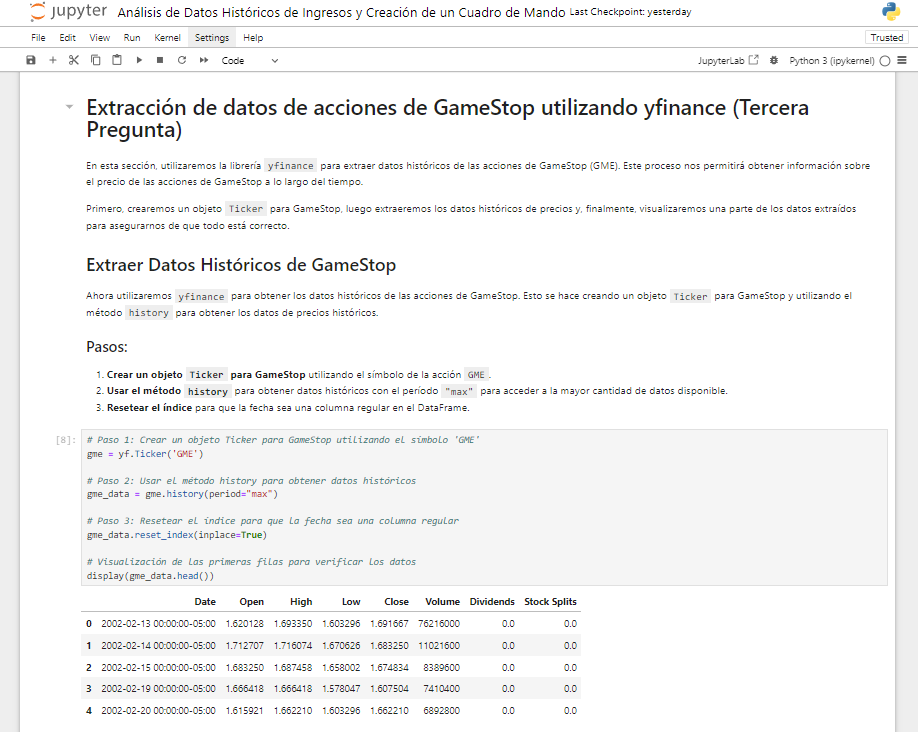 jupyter Análisis de Datos Históricos de Ingresos y Creación de un Cuadro de Mando Last Checkpoint: yesterday
File Edit View Run Kernel Settings Help
Trusted
Code
JupyterLab
Python 3 (ipykernel)
Extracción de datos de acciones de GameStop utilizando yfinance (Tercera
Pregunta)
En esta sección, utilizaremos la librería yfinance para extraer datos históricos de las acciones de GameStop (GME). Este proceso nos permitirá obtener información sobre
el precio de las acciones de GameStop a lo largo del tiempo.
Primero, crearemos un objeto Ticker para GameStop, luego extraeremos los datos históricos de precios y, finalmente, visualizaremos una parte de los datos extraídos
para asegurarnos de que todo está correcto.
Extraer Datos Históricos de GameStop
Ahora utilizaremos yfinance para obtener los datos históricos de las acciones de GameStop. Esto se hace creando un objeto Ticker para GameStop y utilizando el
método history para obtener los datos de precios históricos.
Pasos:
1. Crear un objeto Ticker para GameStop utilizando el símbolo de la acción GME .
2. Usar el método history para obtener datos históricos con el período "max" para acceder a la mayor cantidad de datos disponible.
3. Resetear el índice para que la fecha sea una columna regular en el DataFrame.
[8]: # Paso 1: Crear un objeto Ticker para GameStop utilizando el símbolo 'GME'
gme = yf.Ticker('GME')
# Paso 2: Usar el método history para obtener datos históricos
gme_data = gme.history(period="max")
# Paso 3: Resetear el índice para que la fecha sea una columna regular
gme_data.reset_index(inplace=True)
# Visualización de las primeras filas para verificar los datos
display(gme_data.head())
Date Open High Low Close Volume Dividends Stock Splits
0 2002-02-13 00:00:00-05:00 1.620128 1.693350 1.603296 1.691667 76216000 0.0 0.0
1 2002-02-14 00:00:00-05:00 1.712707 1.716074 1.670626 1.683250 11021600 0.0 0.0
2 2002-02-15 00:00:00-05:00 1.683250 1.687458 1.658002 1.674834 8389600 0.0 0.0
3 2002-02-19 00:00:00-05:00 1.666418 1.666418 1.578047 1.607504 7410400 0.0 0.0
4 2002-02-20 00:00:00-05:00 1.615921 1.662210 1.603296 1.662210 6892800 0.0 0.0